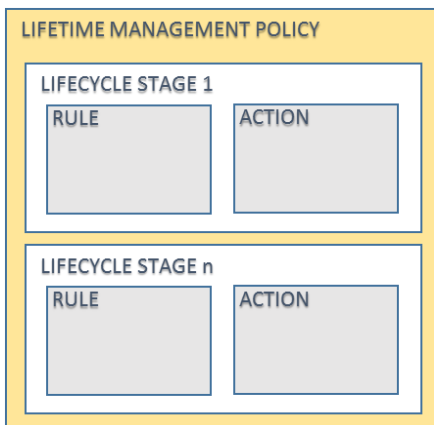 LIFETIME MANAGEMENT POLICY
LIFECYCLE STAGE 1
RULE
ACTION
LIFECYCLE STAGE n
RULE
ACTION